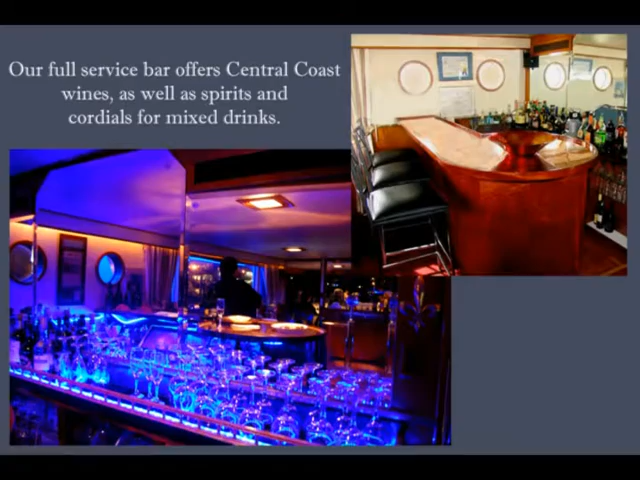 Our full service bar offers Central Coast
wines, as well as spirits and
cordials for mixed drinks.